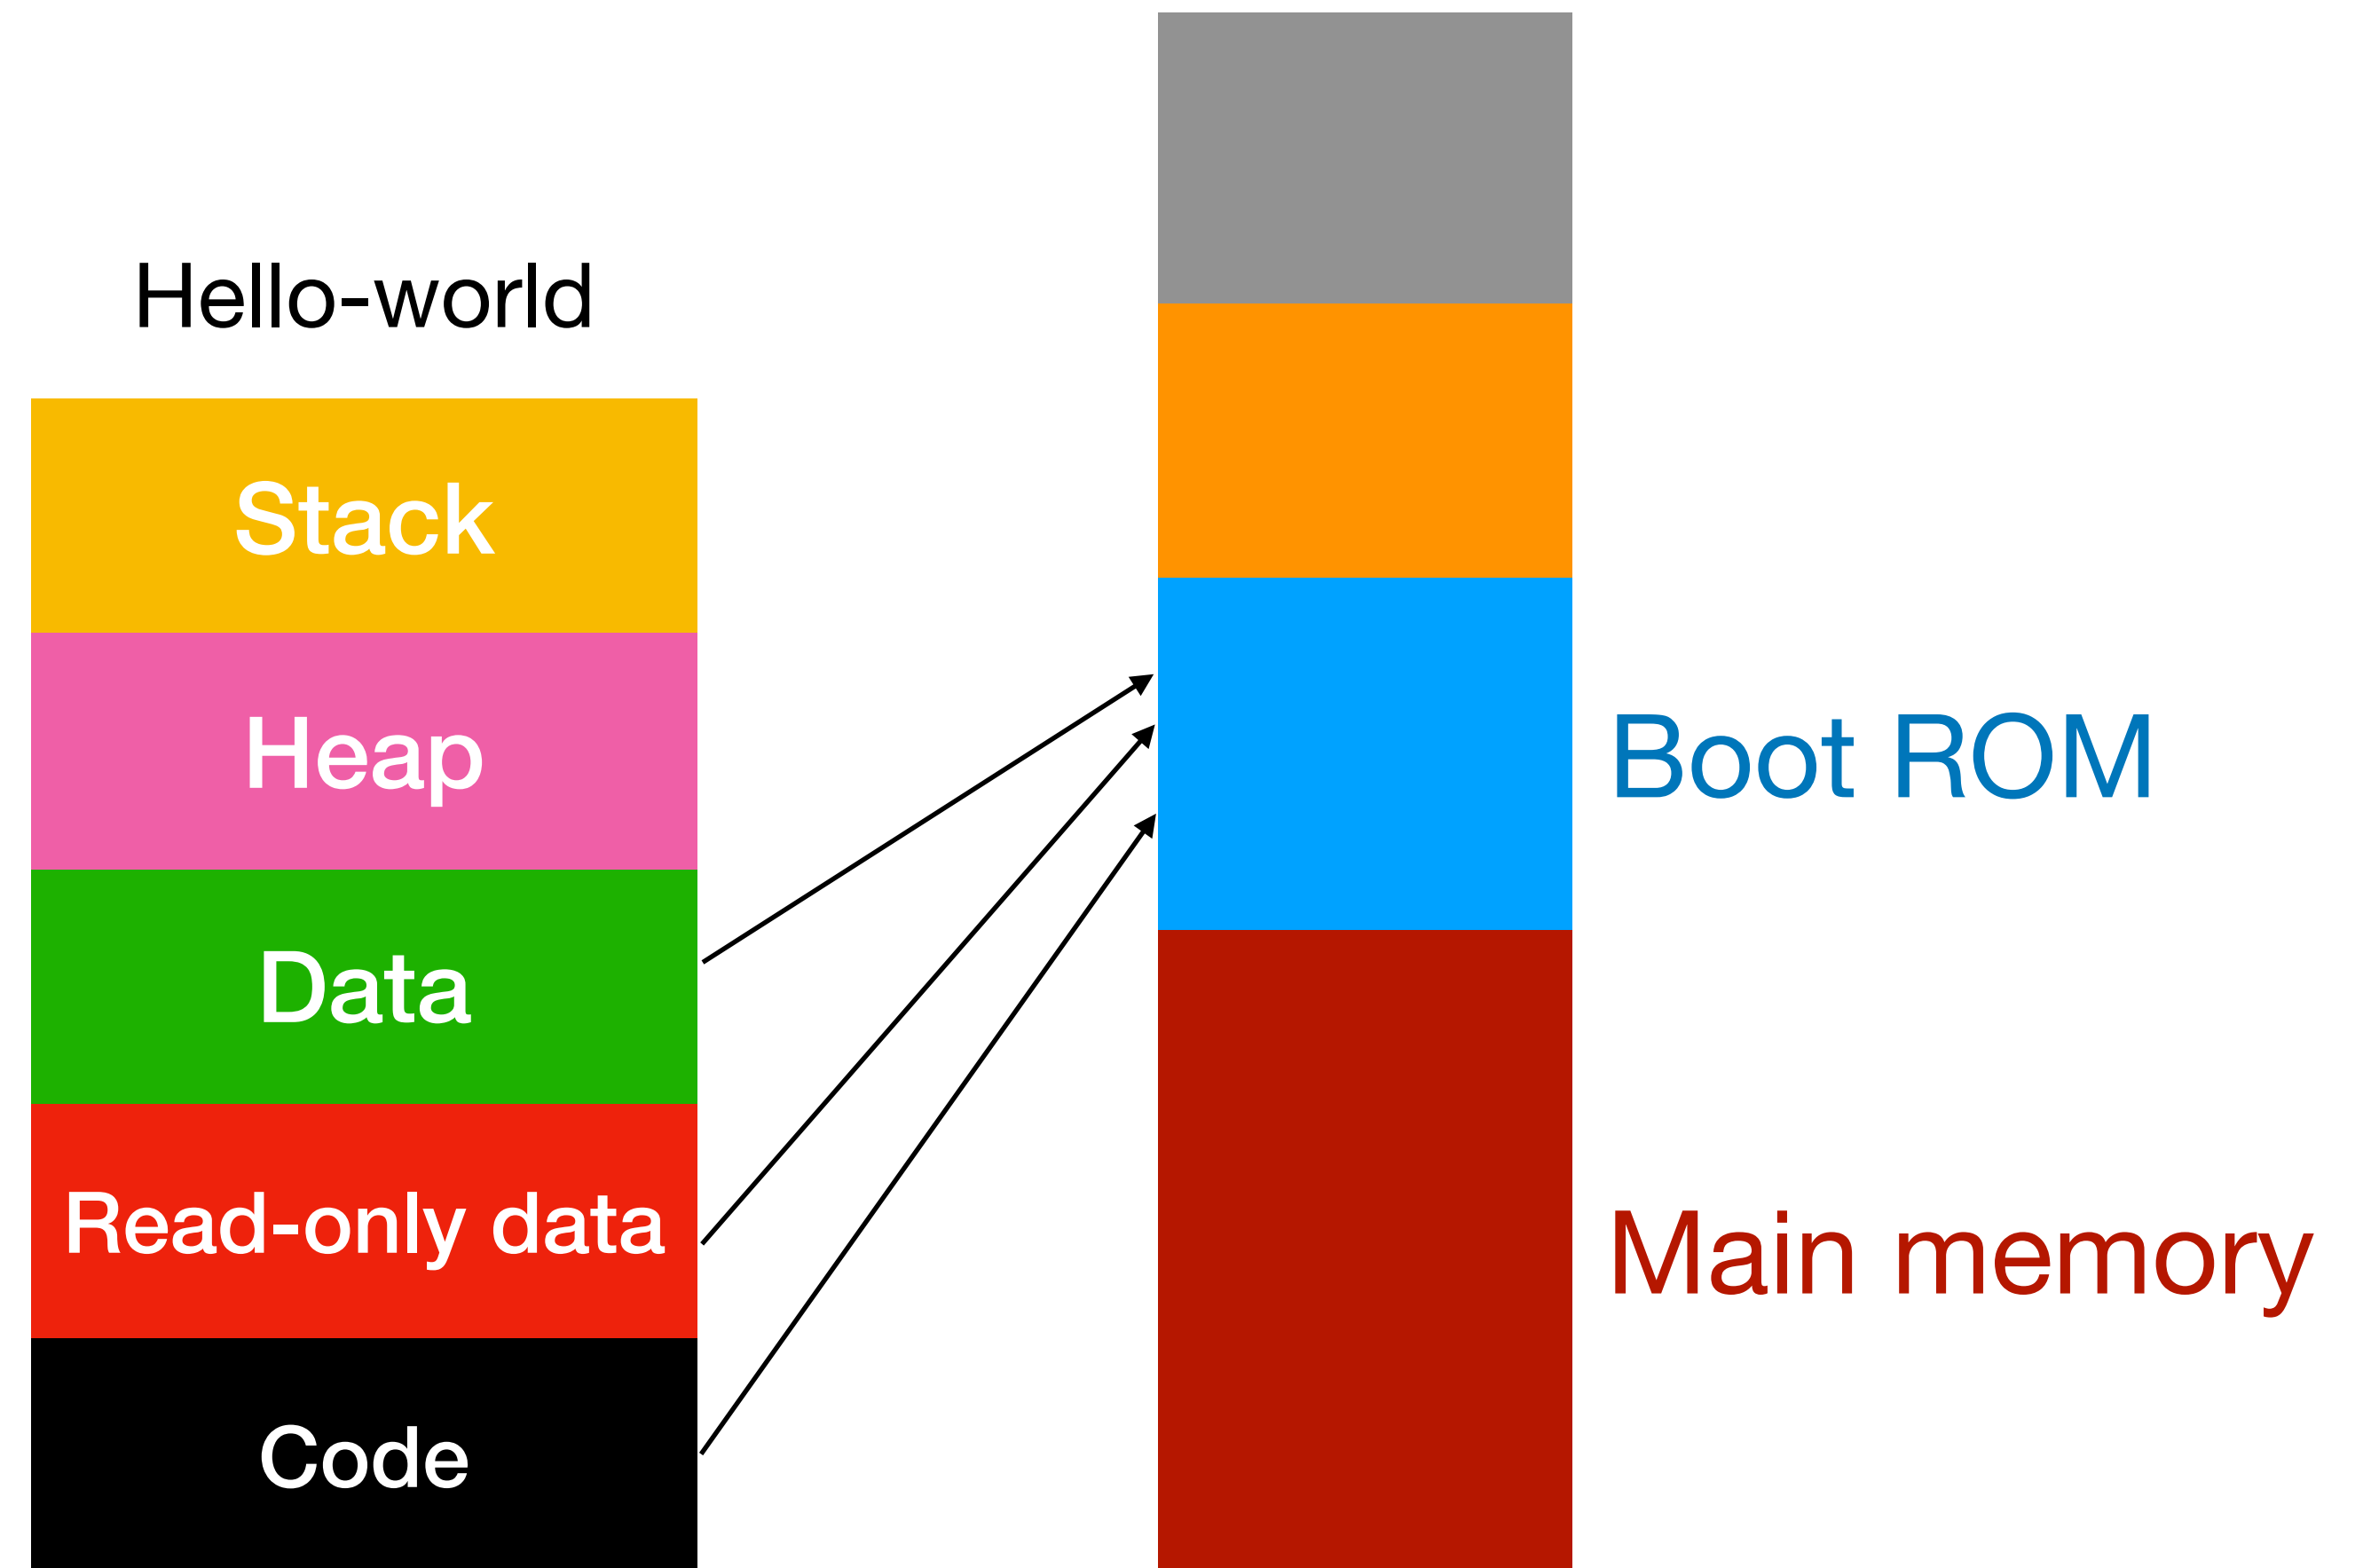 Hello-world
Stack
Heap
Data
Read-only data
Code
Boot ROM
Main memory